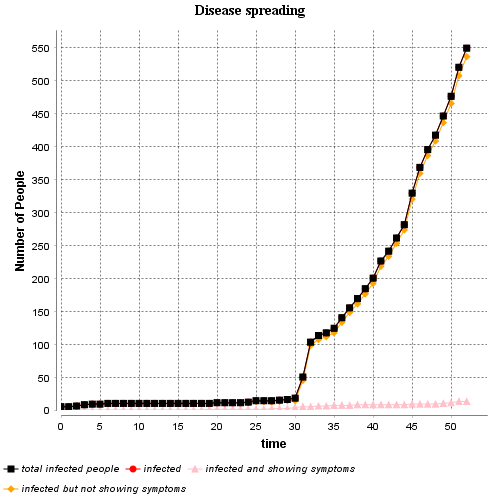 Disease spreading
Number of People
550
500
450
400
350
300
250
200
150
100
50
0
0 5 10 15 20 25 30 35 40 45 50
time
total infected people infected infected and showing symptoms
infected but not showing symptoms